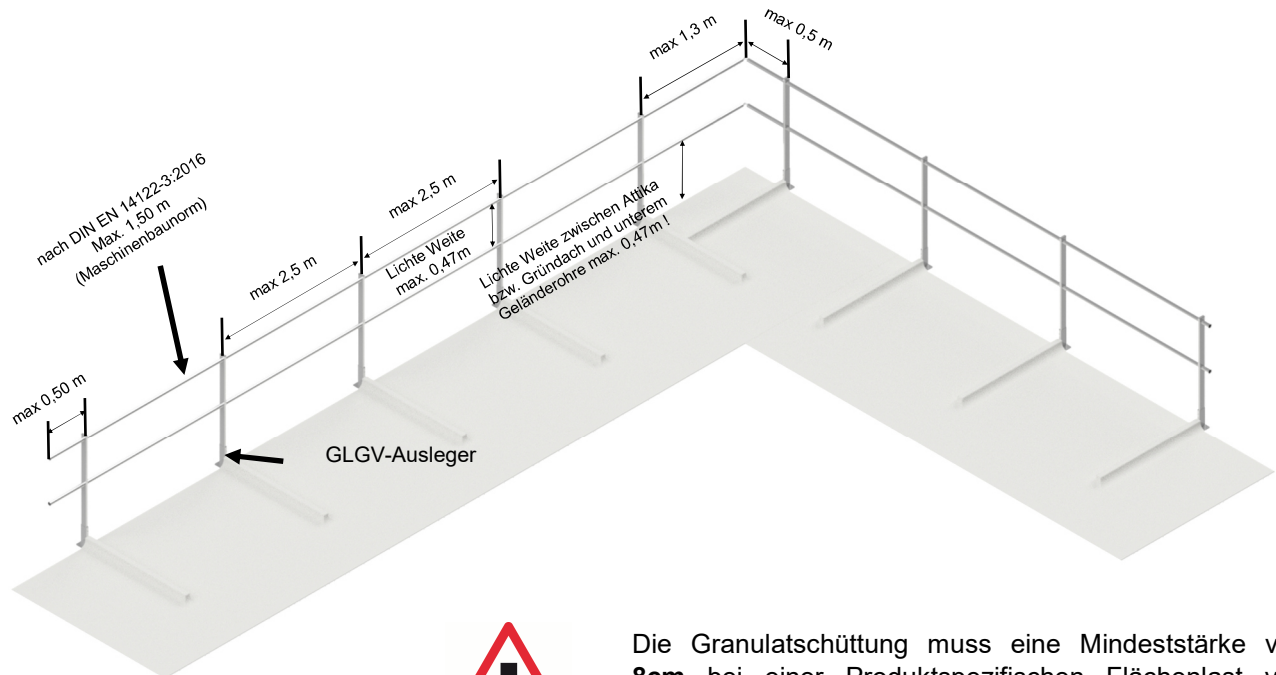 max 1,3 m
max 0,5 m
nach DIN EN 14122-3:2016
Max. 1,50 m
(Maschinenbaunorm)
max 2,5 m
max 2,5 m
Lichte Weite
max. 0,47m
Lichte Weite zwischen Attika
bzw. Gründach und unterem
Geländerohre max. 0,47m !
max 0,50 m
GLGV-Ausleger
Die Granulatschüttung muss eine Mindeststärke v
8cm bei einer Produktspezifischen Flächenlast v